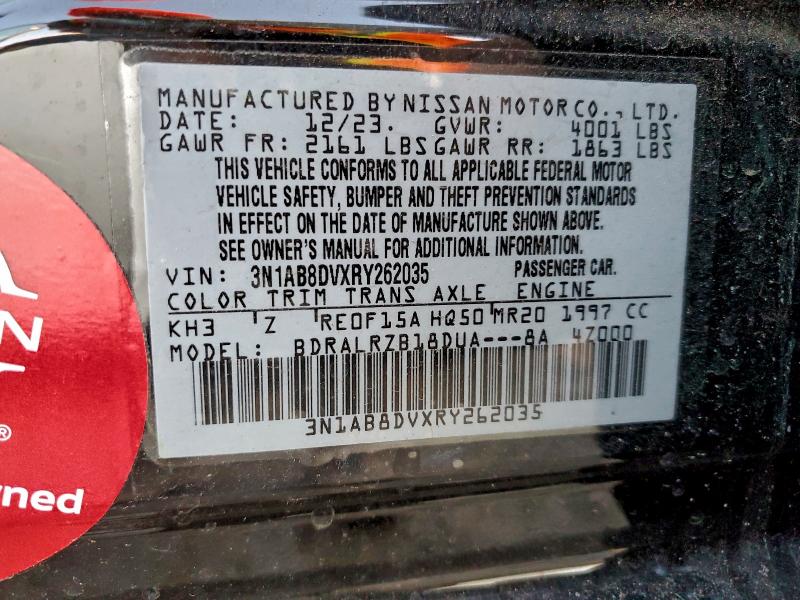 MANUFACTURED BY NISSAN MOTOR CO., LTD.
DATE: 12/23. GVWR: 4001 LBS
GAWR FR: 2161 LBS GAWR RR: 1863 LBS
THIS VEHICLE CONFORMS TO ALL APPLICABLE FEDERAL MOTOR
VEHICLE SAFETY, BUMPER AND THEFT PREVENTION STANDARDS
IN EFFECT ON THE DATE OF MANUFACTURE SHOWN ABOVE.
SEE OWNER'S MANUAL FOR ADDITIONAL INFORMATION.
VIN: 3N1AB8DVXRY262035 PASSENGER CAR.
COLOR TRIM TRANS AXLE ENGINE
KH3 Z RE0F15A HQ50 MR20 1997 CC
MODEL: BDRALRZB18DUA---8A 4Z000
3N1AB8DVXRY262035
N
®
wned